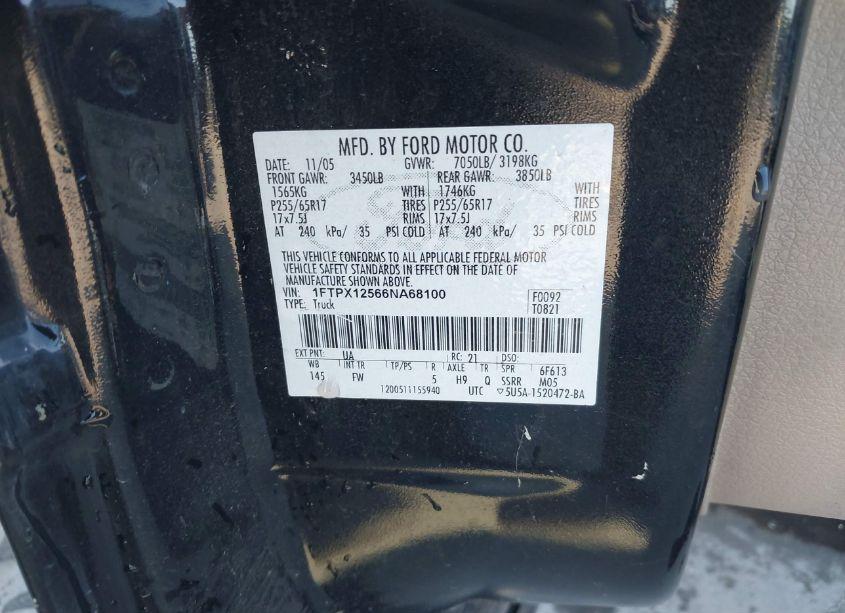 MFD. BY FORD MOTOR CO.
DATE: 11/05 GVWR: 7050LB/ 3198KG
FRONT GAWR: 3450LB REAR GAWR: 3850LB
1565KG WITH 1746KG WITH
P255/65R17 TIRES P255/65R17 TIRES
17x7.5J RIMS 17x7.5J RIMS
AT 240 kPa/ 35 PSI COLD AT 240 kPa/ 35 PSI COLD
THIS VEHICLE CONFORMS TO ALL APPLICABLE FEDERAL MOTOR
VEHICLE SAFETY STANDARDS IN EFFECT ON THE DATE OF
MANUFACTURE SHOWN ABOVE.
VIN: 1FTPX12566NA68100 F0092
TYPE: Truck T0821
EXT PNT: UA RC: 21 DSO:
WB INT TR TP/PS R AXLE TR SPR 6F613
145 FW 5 H9 Q SSRR M05
1200511155940 UTC 5U5A-1520472-BA